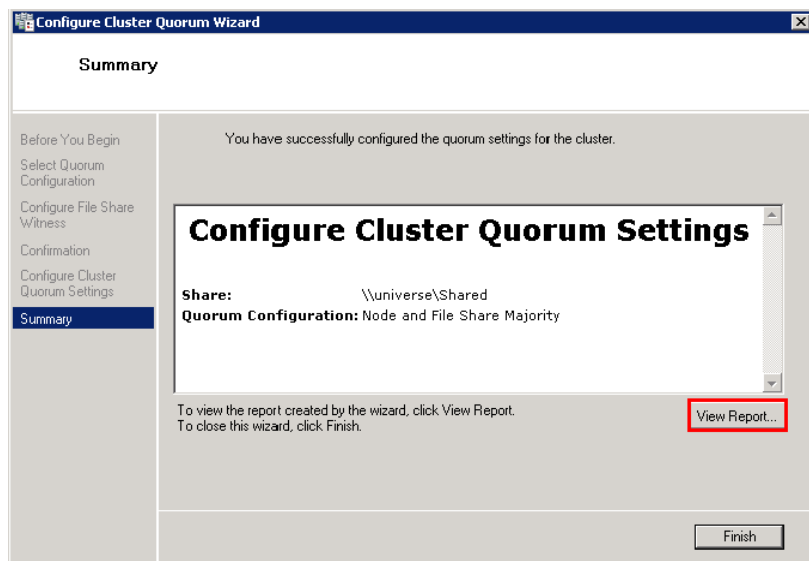 Configure Cluster Quorum Wizard
Summary
Before You Begin
Select Quorum
Configuration
Configure File Share
Witness
Confirmation
Configure Cluster
Quorum Settings
Summary
You have successfully configured the quorum settings for the cluster.
Configure Cluster Quorum Settings
Share: \\universe\Shared
Quorum Configuration: Node and File Share Majority
To view the report created by the wizard, click View Report.
To close this wizard, click Finish.
View Report...
Finish